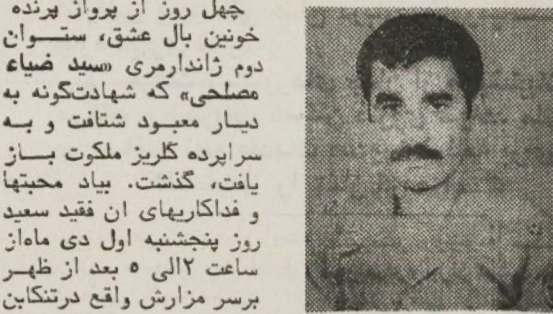 چهل روز از پرواز پرنده
خونین بال عشق، ستوان
دوم ژاندارمری «سید ضیاء
مصلحی» که شهادت‌گونه به
دیار معبود شتافت و به
سراپرده گلریز ملکوت باز
یافت، گذشت. بیاد محبتها
و فداکاریهای ان فقید سعید
روز پنجشنبه اول دی ماه‌از
ساعت ۲الی ۵ بعد از ظهر
برسر مزارش واقع درتنکابن